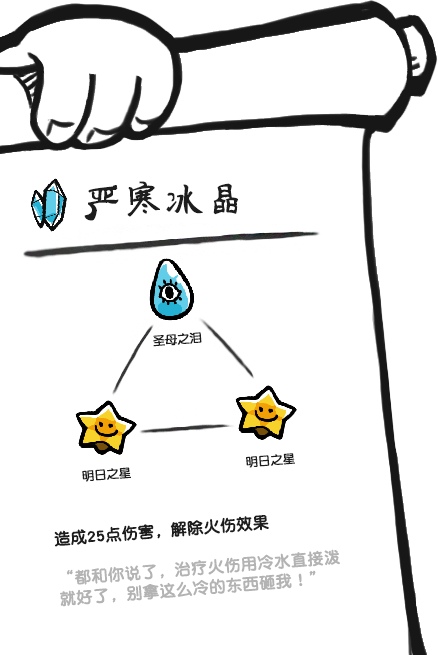 严寒冰晶
圣母之泪
明日之星
明日之星
造成25点伤害，解除火伤效果
“都和你说了，治疗火伤用冷水直接泼
就好了，别拿这么冷的东西砸我！”